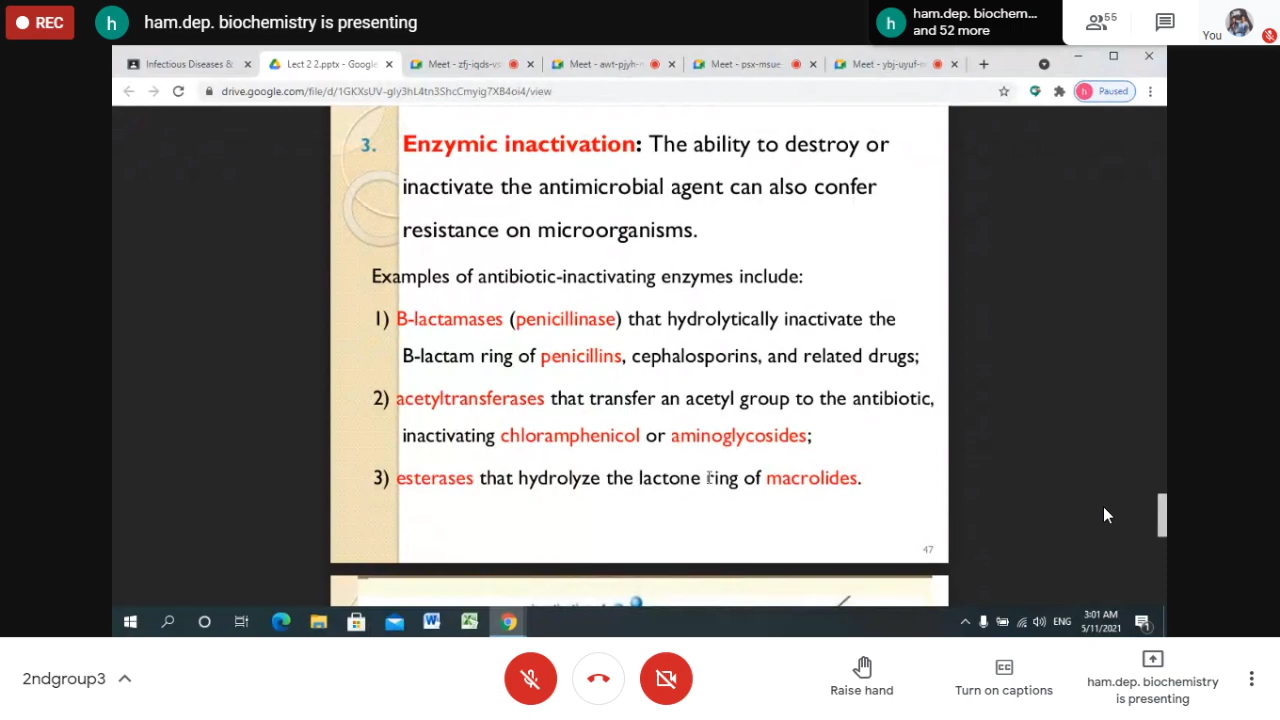 REC
h
ham.dep. biochemistry is presenting
h
ham.dep. biochem...
and 52 more
55
You
Infectious Diseases &
Lect 2 2.pptx - Google
Meet - zfj-iqds-vs
Meet - awt-pjyh-
Meet - psx-msue
Meet - ybj-uyuf-
drive.google.com/file/d/1GKXsUV-gly3hL4tn3ShcCmyig7XB4oi4/view
h
Paused
3. Enzymic inactivation: The ability to destroy or
inactivate the antimicrobial agent can also confer
resistance on microorganisms.
Examples of antibiotic-inactivating enzymes include:
1) B-lactamases (penicillinase) that hydrolytically inactivate the
B-lactam ring of penicillins, cephalosporins, and related drugs;
2) acetyltransferases that transfer an acetyl group to the antibiotic,
inactivating chloramphenicol or aminoglycosides;
3) esterases that hydrolyze the lactone ring of macrolides.
47
ENG
3:01 AM
5/11/2021
1
2ndgroup3
Raise hand
CC
Turn on captions
ham.dep. biochemistry
is presenting